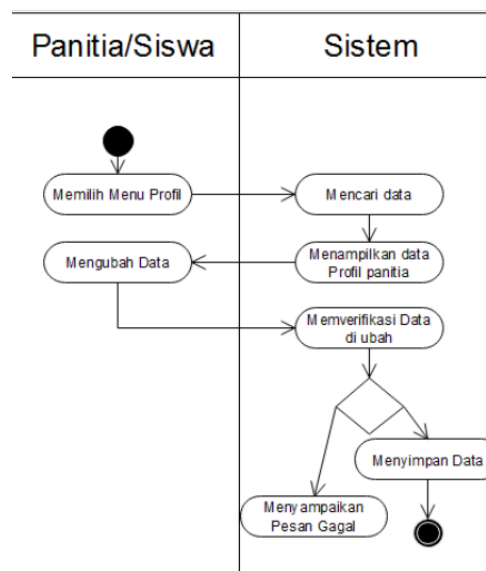 Panitia/Siswa
Sistem
Memilih Menu Profil
Mencari data
Menampilkan data
Profil panitia
Mengubah Data
Memverifikasi Data
di ubah
Menyimpan Data
Menyampaikan
Pesan Gagal